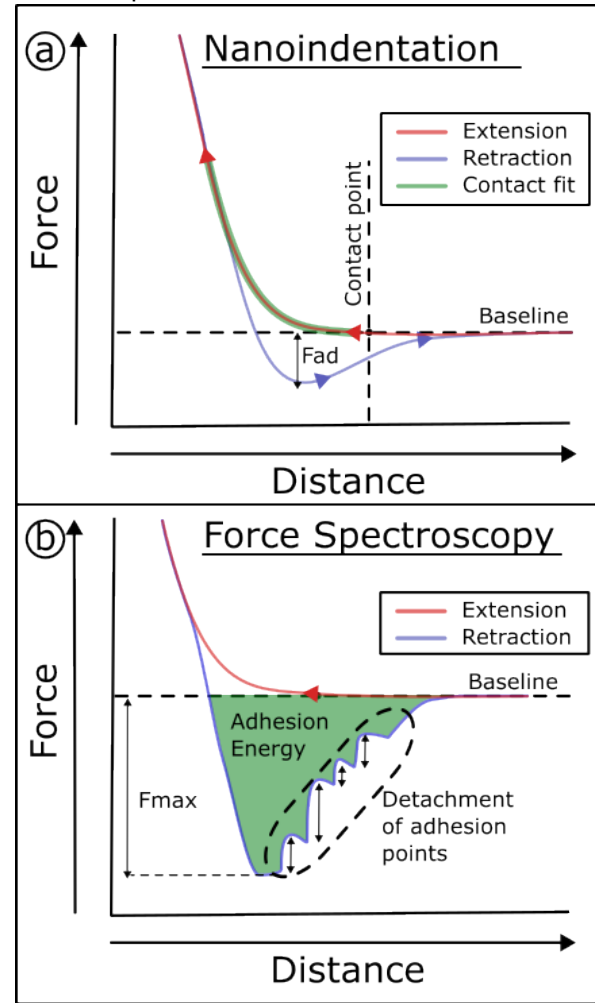 a
Nanoindentation
Extension
Retraction
Contact fit
Contact point
Force
Baseline
Fad
Distance
b
Force Spectroscopy
Extension
Retraction
Force
Baseline
Adhesion
Energy
Fmax
Detachment
of adhesion
points
Distance